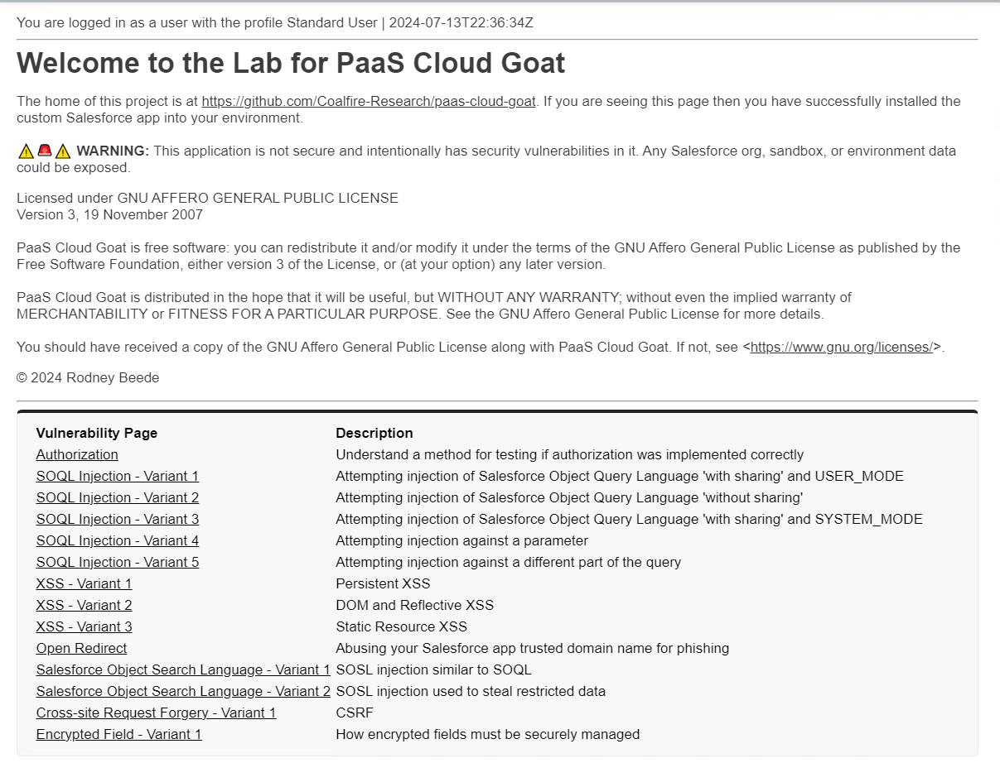 You are logged in as a user with the profile Standard User | 2024-07-13T22:36:34Z
Welcome to the Lab for PaaS Cloud Goat
The home of this project is at https://github.com/Coalfire-Research/paas-cloud-goat. If you are seeing this page then you have successfully installed the
custom Salesforce app into your environment.
⚠️🚨⚠️ WARNING: This application is not secure and intentionally has security vulnerabilities in it. Any Salesforce org, sandbox, or environment data
could be exposed.
Licensed under GNU AFFERO GENERAL PUBLIC LICENSE
Version 3, 19 November 2007
PaaS Cloud Goat is free software: you can redistribute it and/or modify it under the terms of the GNU Affero General Public License as published by the
Free Software Foundation, either version 3 of the License, or (at your option) any later version.
PaaS Cloud Goat is distributed in the hope that it will be useful, but WITHOUT ANY WARRANTY; without even the implied warranty of
MERCHANTABILITY or FITNESS FOR A PARTICULAR PURPOSE. See the GNU Affero General Public License for more details.
You should have received a copy of the GNU Affero General Public License along with PaaS Cloud Goat. If not, see <https://www.gnu.org/licenses/>.
© 2024 Rodney Beede
Vulnerability Page Description
Authorization Understand a method for testing if authorization was implemented correctly
SOQL Injection - Variant 1 Attempting injection of Salesforce Object Query Language 'with sharing' and USER_MODE
SOQL Injection - Variant 2 Attempting injection of Salesforce Object Query Language 'without sharing'
SOQL Injection - Variant 3 Attempting injection of Salesforce Object Query Language 'with sharing' and SYSTEM_MODE
SOQL Injection - Variant 4 Attempting injection against a parameter
SOQL Injection - Variant 5 Attempting injection against a different part of the query
XSS - Variant 1 Persistent XSS
XSS - Variant 2 DOM and Reflective XSS
XSS - Variant 3 Static Resource XSS
Open Redirect Abusing your Salesforce app trusted domain name for phishing
Salesforce Object Search Language - Variant 1 SOSL injection similar to SOQL
Salesforce Object Search Language - Variant 2 SOSL injection used to steal restricted data
Cross-site Request Forgery - Variant 1 CSRF
Encrypted Field - Variant 1 How encrypted fields must be securely managed